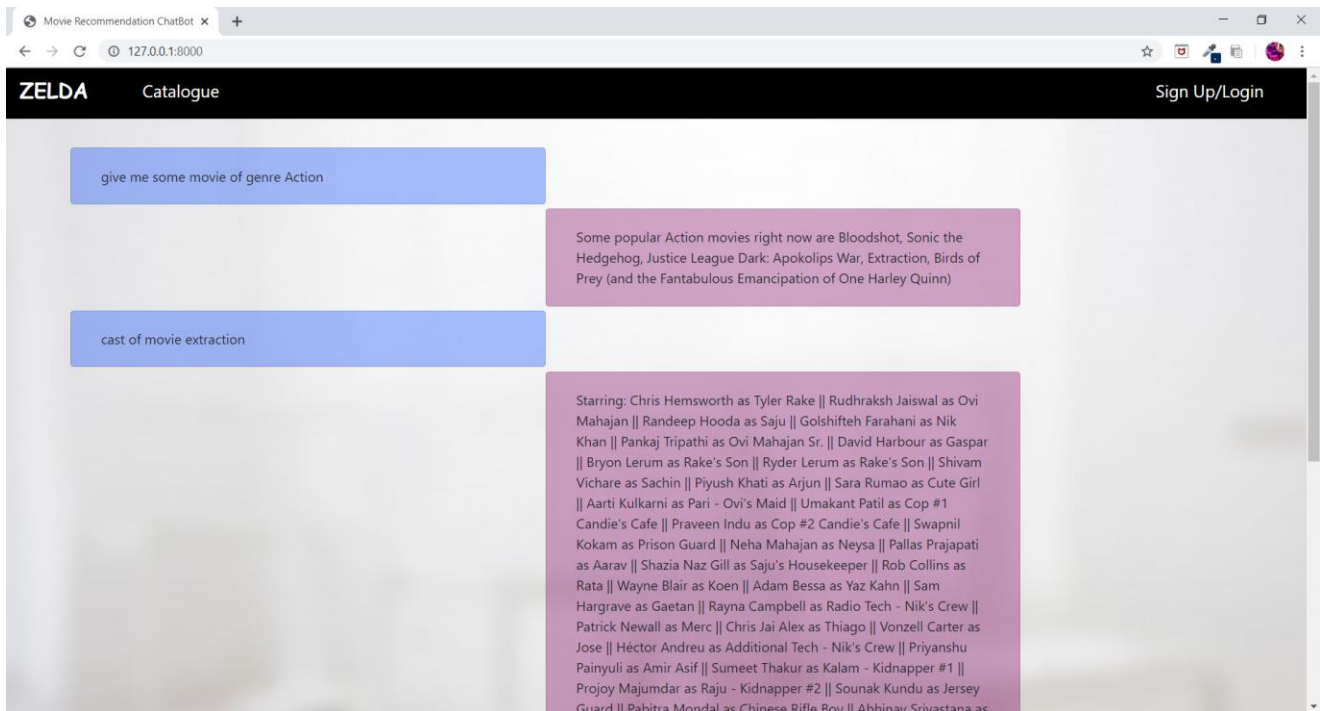 Movie Recommendation ChatBot
127.0.0.1:8000
ZELDA Catalogue Sign Up/Login
give me some movie of genre Action
Some popular Action movies right now are Bloodshot, Sonic the
Hedgehog, Justice League Dark: Apokolips War, Extraction, Birds of
Prey (and the Fantabulous Emancipation of One Harley Quinn)
cast of movie extraction
Starring: Chris Hemsworth as Tyler Rake || Rudhraksh Jaiswal as Ovi
Mahajan || Randeep Hooda as Saju || Golshifteh Farahani as Nik
Khan || Pankaj Tripathi as Ovi Mahajan Sr. || David Harbour as Gaspar
|| Bryon Lerum as Rake's Son || Ryder Lerum as Rake's Son || Shivam
Vichare as Sachin || Piyush Khati as Arjun || Sara Rumao as Cute Girl
|| Aarti Kulkarni as Pari - Ovi's Maid || Umakant Patil as Cop #1
Candie's Cafe || Praveen Indu as Cop #2 Candie's Cafe || Swapnil
Kokam as Prison Guard || Neha Mahajan as Neysa || Pallas Prajapati
as Aarav || Shazia Naz Gill as Saju's Housekeeper || Rob Collins as
Rata || Wayne Blair as Koen || Adam Bessa as Yaz Kahn || Sam
Hargrave as Gaetan || Rayna Campbell as Radio Tech - Nik's Crew ||
Patrick Newall as Merc || Chris Jai Alex as Thiago || Vonzell Carter as
Jose || Héctor Andreu as Additional Tech - Nik's Crew || Priyanshu
Painyuli as Amir Asif || Sumeet Thakur as Kalam - Kidnapper #1 ||
Projoy Majumdar as Raju - Kidnapper #2 || Sounak Kundu as Jersey
Guard || Pabitra Mondal as Chinese Rifle Boy || Abhinav Srivastana as